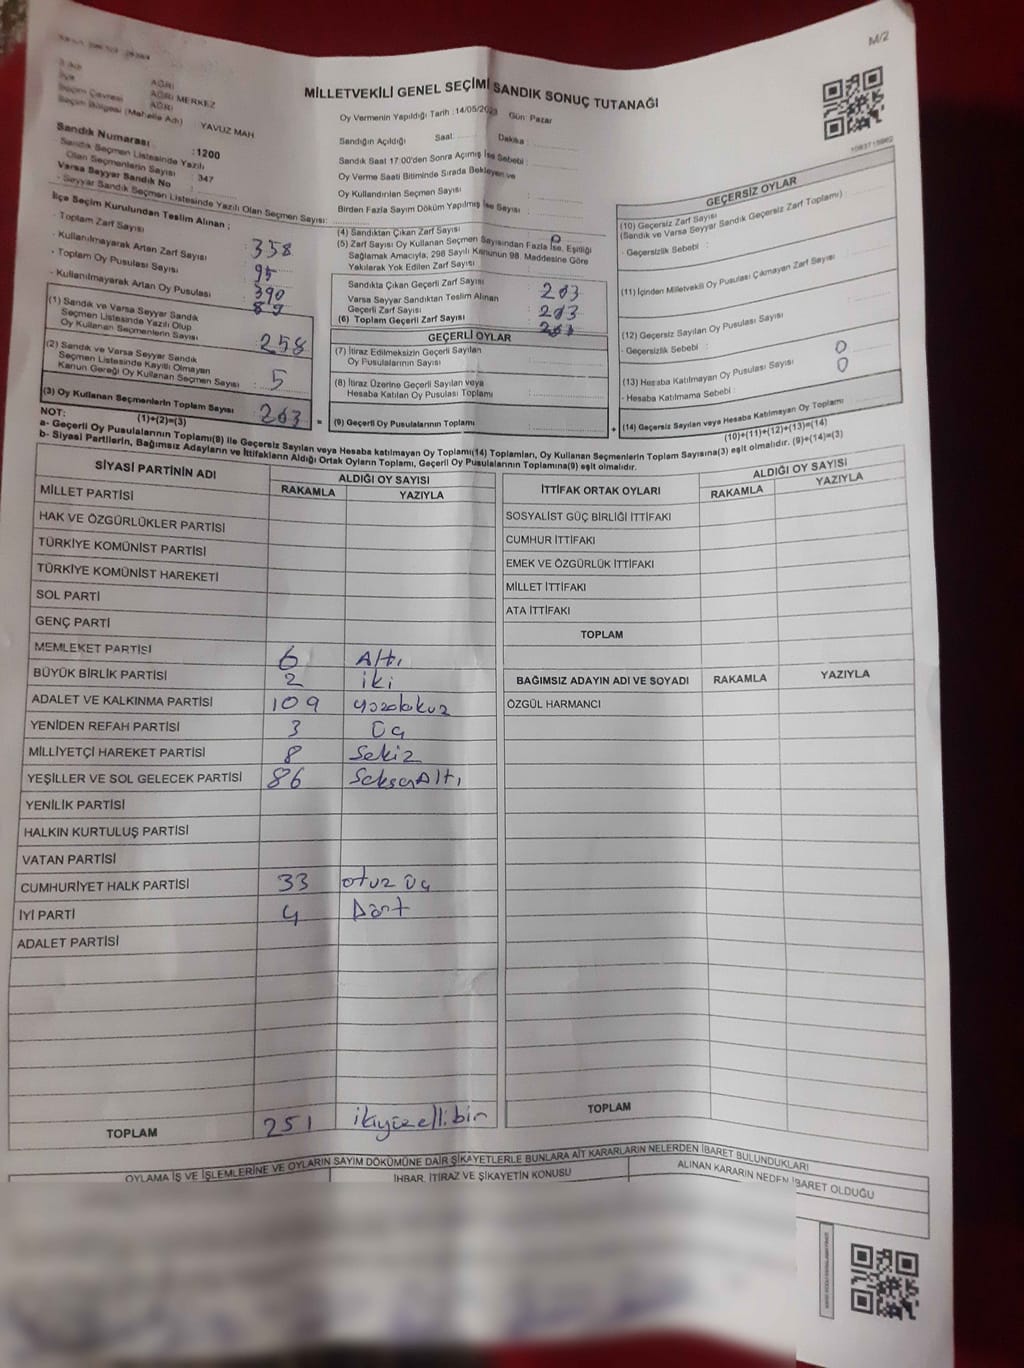 M/2
MİLLETVEKİLİ GENEL SEÇİMİ SANDIK SONUÇ TUTANAĞI
İlçe
Seçim Çevresi
Seçim Bölgesi (Mahalle Adı)
AĞRI
AĞRI MERKEZ
AĞRI
YAVUZ MAH
Sandık Numarası :1200
Sandık Seçmen Listesinde Yazılı
Olan Seçmenlerin Sayısı : 347
Varsa Seyyar Sandık No
- Seyyar Sandık Seçmen Listesinde Yazılı Olan Seçmen Sayısı:
İlçe Seçim Kurulundan Teslim Alınan ;
- Toplam Zarf Sayısı : 358
- Kullanılmayarak Artan Zarf Sayısı : 95
- Toplam Oy Pusulası Sayısı : 390
- Kullanılmayarak Artan Oy Pusulası : 89
(1) Sandık ve Varsa Seyyar Sandık
Seçmen Listesinde Yazılı Olup
Oy Kullanan Seçmenlerin Sayısı : 258
(2) Sandık ve Varsa Seyyar Sandık
Seçmen Listesinde Kayıtlı Olmayan
Kanun Gereği Oy Kullanan Seçmen Sayısı : 5
(3) Oy Kullanan Seçmenlerin Toplam Sayısı : 263 =
(1)+(2)=(3)
Oy Vermenin Yapıldığı Tarih :14/05/2023 Gün: Pazar
Sandığın Açıldığı Saat: Dakika :
Sandık Saat 17:00'den Sonra Açımış İse Sebebi :
Oy Verme Saati Bitiminde Sırada Bekleyen ve
Oy Kullandırılan Seçmen Sayısı :
Birden Fazla Sayım Döküm Yapılmış İse Sayısı :
(4) Sandıktan Çıkan Zarf Sayısı
(5) Zarf Sayısı Oy Kullanan Seçmen Sayısından Fazla İse, Eşitliği
Sağlamak Amacıyla, 298 Sayılı Kanunun 98. Maddesine Göre
Yakılarak Yok Edilen Zarf Sayısı :
Sandıkta Çıkan Geçerli Zarf Sayısı : 263
Varsa Seyyar Sandıktan Teslim Alınan
Geçerli Zarf Sayısı : 263
(6) Toplam Geçerli Zarf Sayısı : 263
GEÇERLİ OYLAR
(7) İtiraz Edilmeksizin Geçerli Sayılan
Oy Pusulalarının Sayısı :
(8) İtiraz Üzerine Geçerli Sayılan veya
Hesaba Katılan Oy Pusulası Toplamı :
(9) Geçerli Oy Pusulalarının Toplamı : +
1083715862
GEÇERSİZ OYLAR
(10) Geçersiz Zarf Sayısı
(Sandık ve Varsa Seyyar Sandık Geçersiz Zarf Toplamı) :
- Geçersizlik Sebebi :
(11) İçinden Milletvekili Oy Pusulası Çıkmayan Zarf Sayısı :
(12) Geçersiz Sayılan Oy Pusulası Sayısı :
- Geçersizlik Sebebi : 0
(13) Hesaba Katılmayan Oy Pusulası Sayısı : 0
- Hesaba Katılmama Sebebi :
(14) Geçersiz Sayılan veya Hesaba Katılmayan Oy Toplamı :
(10)+(11)+(12)+(13)=(14)
NOT:
a- Geçerli Oy Pusulalarının Toplamı(9) ile Geçersiz Sayılan veya Hesaba katılmayan Oy Toplamı(14) Toplamları, Oy Kullanan Seçmenlerin Toplam Sayısına(3) eşit olmalıdır. (9)+(14)=(3)
b- Siyasi Partilerin, Bağımsız Adayların ve İttifakların Aldığı Ortak Oyların Toplamı, Geçerli Oy Pusulalarının Toplamına(9) eşit olmalıdır.
SİYASİ PARTİNİN ADI
ALDIĞI OY SAYISI
RAKAMLA YAZIYLA
MİLLET PARTİSİ
HAK VE ÖZGÜRLÜKLER PARTİSİ
TÜRKİYE KOMÜNİST PARTİSİ
TÜRKİYE KOMÜNİST HAREKETİ
SOL PARTİ
GENÇ PARTİ
MEMLEKET PARTİSİ 6 Altı
BÜYÜK BİRLİK PARTİSİ 2 iki
ADALET VE KALKINMA PARTİSİ 109 yüzdokuz
YENİDEN REFAH PARTİSİ 3 Üç
MİLLİYETÇİ HAREKET PARTİSİ 8 Sekiz
YEŞİLLER VE SOL GELECEK PARTİSİ 86 SeksenAltı
YENİLİK PARTİSİ
HALKIN KURTULUŞ PARTİSİ
VATAN PARTİSİ
CUMHURİYET HALK PARTİSİ 33 otuz üç
İYİ PARTİ 4 Dört
ADALET PARTİSİ
TOPLAM 251 ikiyüzellibir
İTTİFAK ORTAK OYLARI
ALDIĞI OY SAYISI
RAKAMLA YAZIYLA
SOSYALİST GÜÇ BİRLİĞİ İTTİFAKI
CUMHUR İTTİFAKI
EMEK VE ÖZGÜRLÜK İTTİFAKI
MİLLET İTTİFAKI
ATA İTTİFAKI
TOPLAM
BAĞIMSIZ ADAYIN ADI VE SOYADI RAKAMLA YAZIYLA
ÖZGÜL HARMANCI
TOPLAM
OYLAMA İŞ VE İŞLEMLERİNE VE OYLARIN SAYIM DÖKÜMÜNE DAİR ŞİKAYETLERLE BUNLARA AİT KARARLARIN NELERDEN İBARET BULUNDUKLARI
İHBAR, İTİRAZ VE ŞİKAYETİN KONUSU
ALINAN KARARIN NEDEN İBARET OLDUĞU